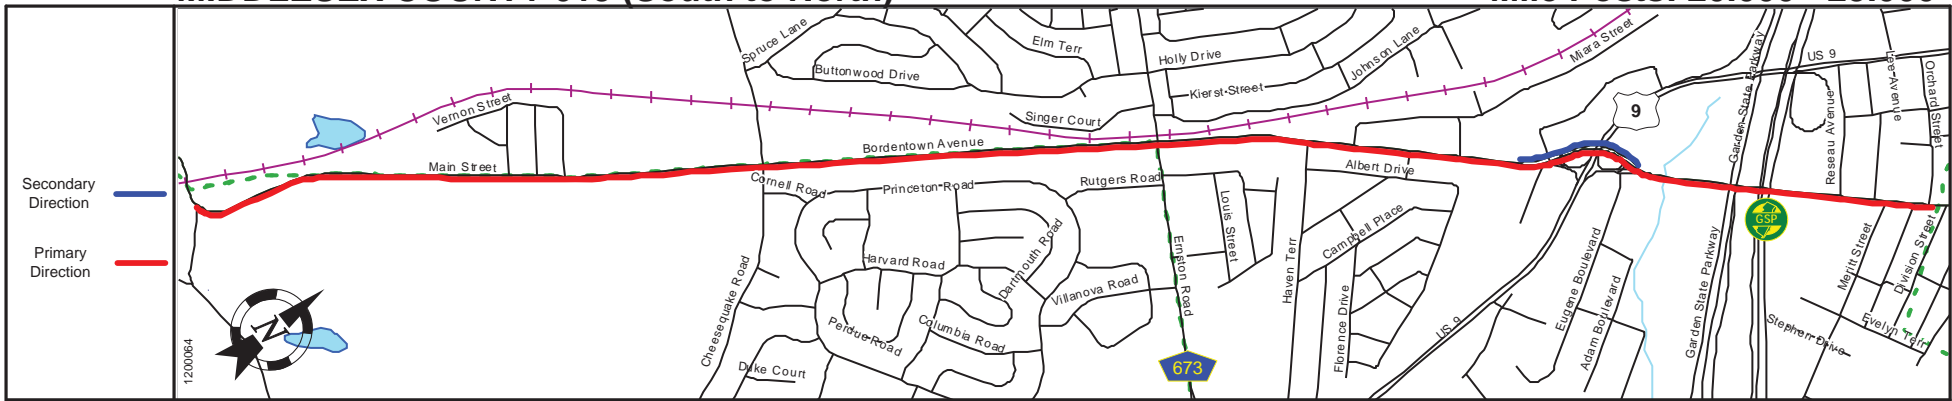 Secondary
Direction
Primary
Direction
1200064
Spruce Lane
Buttonwood Drive
Vernon Street
Main Street
Elm Terr
Holly Drive
Johnson Lane
Miara Street
Kierst Street
Singer Court
Bordentown Avenue
Cornell Road
Princeton Road
Rutgers Road
Albert Drive
9
US 9
Garden State Parkway
Garden State Parkway
Reseau Avenue
Lee Avenue
Orchard Street
Louis Street
Ernston Road
Haven Terr
Campbell Place
Florence Drive
Harvard Road
Dartmouth Road
Villanova Road
Cheesequake Road
Perdue Road
Columbia Road
Duke Court
673
US 9
Eugene Boulevard
Adam Boulevard
GSP
Meritt Street
Division Street
Stephen Drive
Evelyn Terr
N